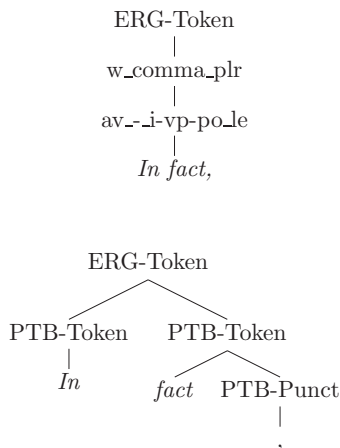 ERG-Token
w_comma_plr
av_-_i-vp-po_le
In fact,
ERG-Token
PTB-Token PTB-Token
In fact PTB-Punct
,